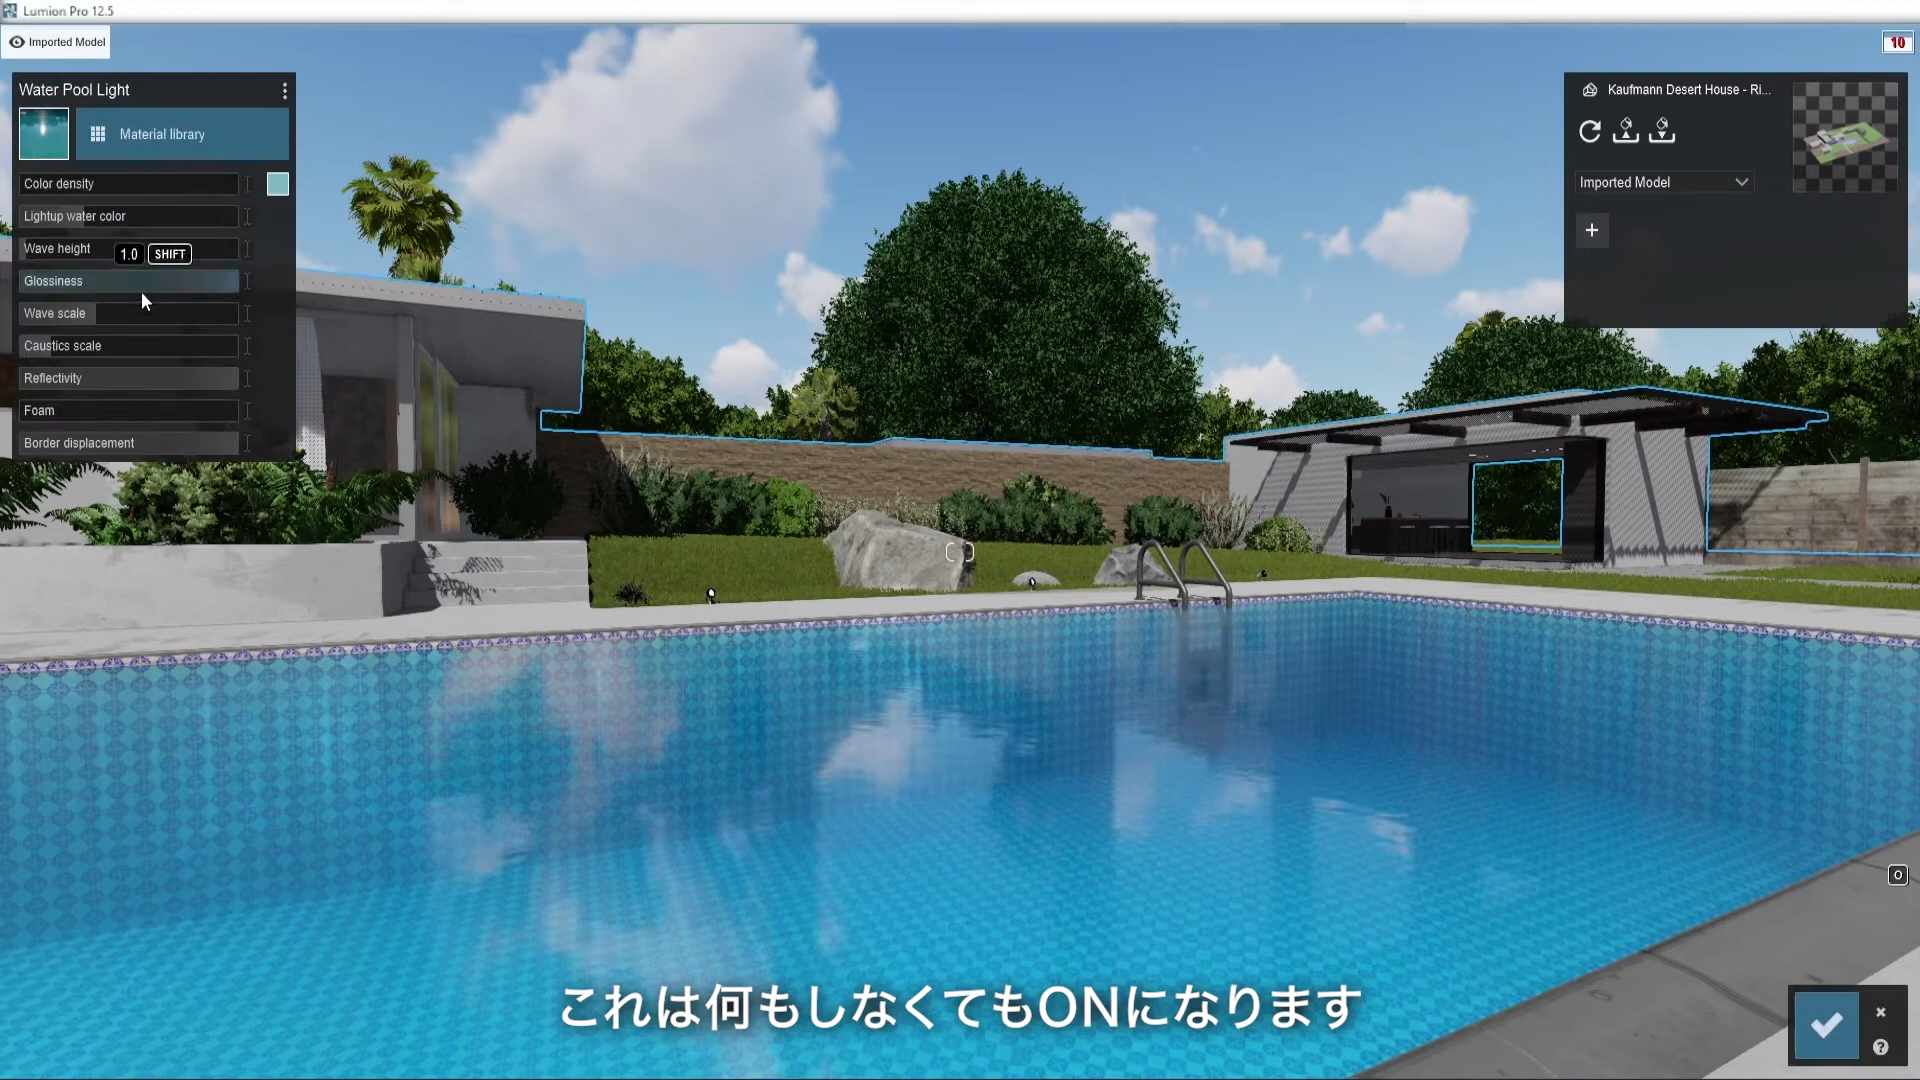 Lumion Pro 12.5
Imported Model
10
Water Pool Light
Material library
Color density
Lightup water color
Wave height
1.0 SHIFT
Glossiness
Wave scale
Caustics scale
Reflectivity
Foam
Border displacement
Kaufmann Desert House - Ri...
Imported Model
+
O
これは何もしなくてもONになります
?